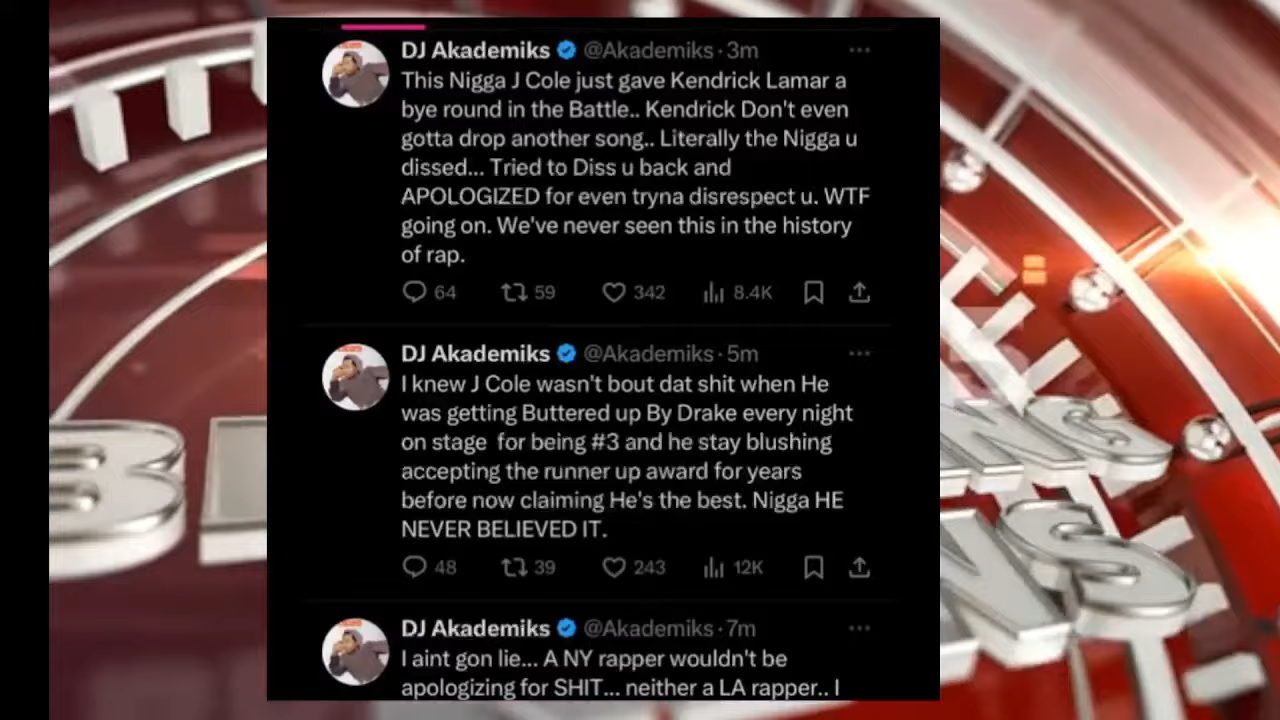 DJ Akademiks @Akademiks · 3m
This Nigga J Cole just gave Kendrick Lamar a
bye round in the Battle.. Kendrick Don't even
gotta drop another song.. Literally the Nigga u
dissed... Tried to Diss u back and
APOLOGIZED for even tryna disrespect u. WTF
going on. We've never seen this in the history
of rap.
64 59 342 8.4K
DJ Akademiks @Akademiks · 5m
I knew J Cole wasn't bout dat shit when He
was getting Buttered up By Drake every night
on stage for being #3 and he stay blushing
accepting the runner up award for years
before now claiming He's the best. Nigga HE
NEVER BELIEVED IT.
48 39 243 12K
DJ Akademiks @Akademiks · 7m
I aint gon lie... A NY rapper wouldn't be
apologizing for SHIT... neither a LA rapper.. I